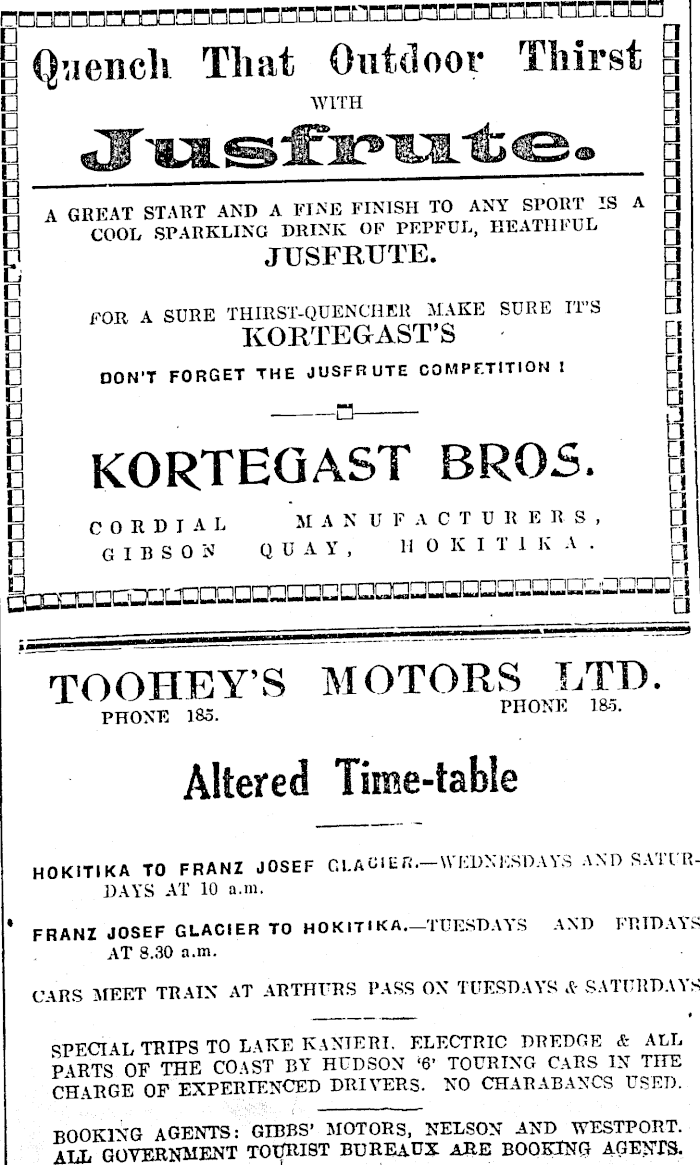 Quench That Outdoor Thirst
WITH
Jusfrute.
A GREAT START AND A FINE FINISH TO ANY SPORT IS A
COOL SPARKLING DRINK OF PEPFUL, HEATHFUL
JUSFRUTE.
FOR A SURE THIRST-QUENCHER MAKE SURE IT'S
KORTEGAST'S
DON'T FORGET THE JUSFRUTE COMPETITION!
KORTEGAST BROS.
CORDIAL MANUFACTURERS,
GIBSON QUAY, HOKITIKA.
TOOHEY'S MOTORS LTD.
PHONE 185. PHONE 185.
Altered Time-table
HOKITIKA TO FRANZ JOSEF GLACIER.—WEDNESDAYS AND SATUR-
DAYS AT 10 a.m.
FRANZ JOSEF GLACIER TO HOKITIKA.—TUESDAYS AND FRIDAYS
AT 8.30 a.m.
CARS MEET TRAIN AT ARTHURS PASS ON TUESDAYS & SATURDAYS
SPECIAL TRIPS TO LAKE KANIERI, ELECTRIC DREDGE & ALL
PARTS OF THE COAST BY HUDSON '6' TOURING CARS IN THE
CHARGE OF EXPERIENCED DRIVERS. NO CHARABANCS USED.
BOOKING AGENTS: GIBBS' MOTORS, NELSON AND WESTPORT.
ALL GOVERNMENT TOURIST BUREAUX ARE BOOKING AGENTS.